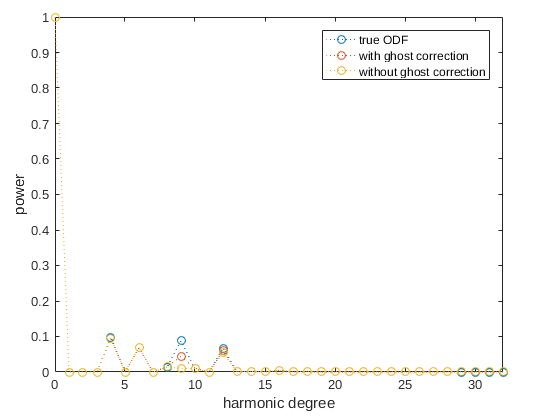 true ODF
with ghost correction
without ghost correction
1
0.9
0.8
0.7
0.6
0.5
0.4
0.3
0.2
0.1
0
power
0 5 10 15 20 25 30
harmonic degree